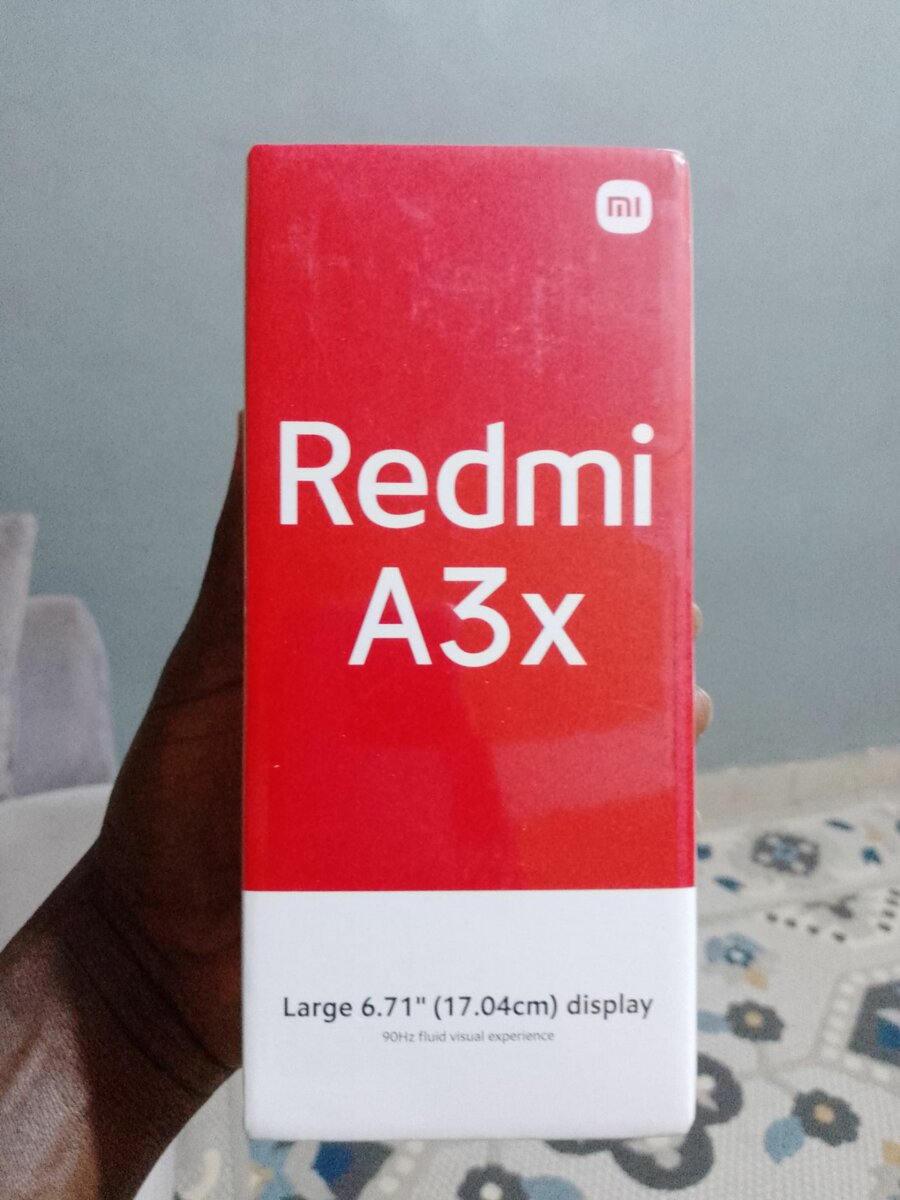 mi
Redmi
A3x
Large 6.71" (17.04cm) display
90Hz fluid visual experience